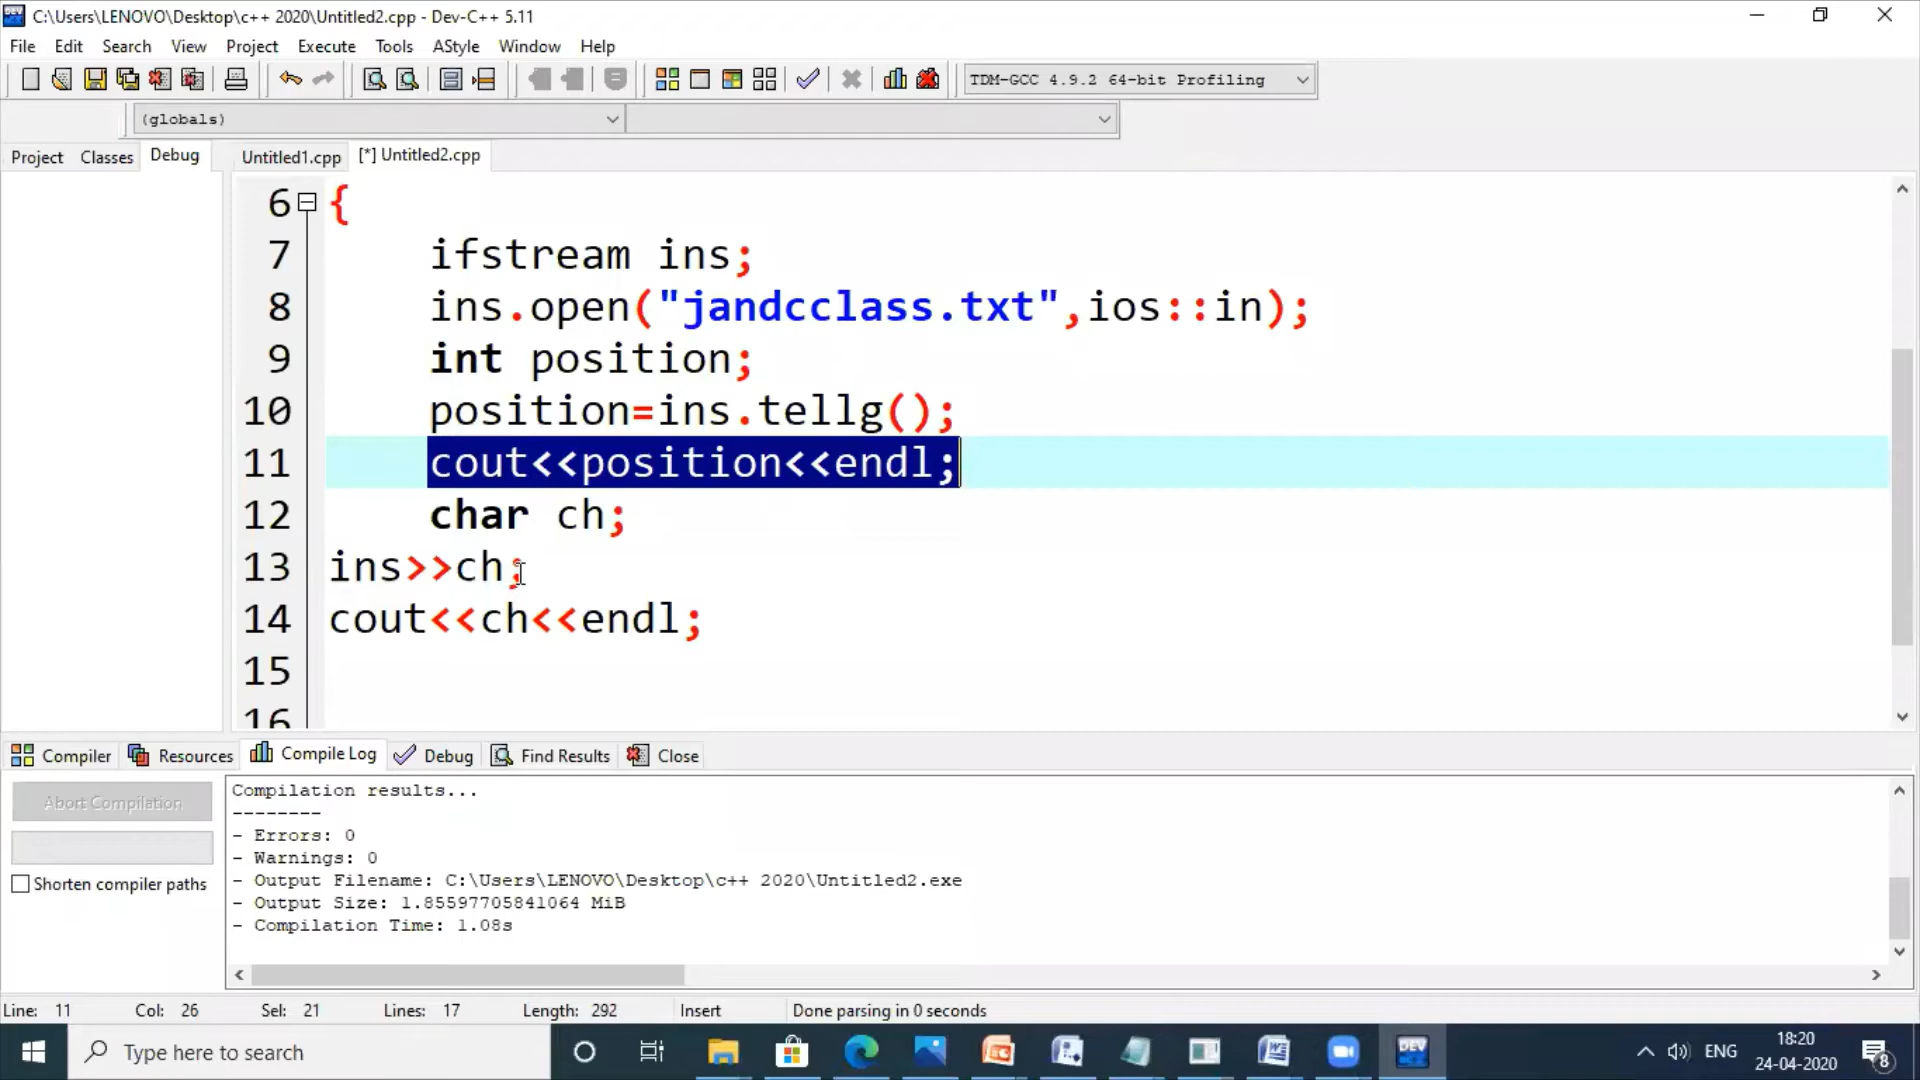 C:\Users\LENOVO\Desktop\c++ 2020\Untitled2.cpp - Dev-C++ 5.11
File Edit Search View Project Execute Tools AStyle Window Help
TDM-GCC 4.9.2 64-bit Profiling
(globals)
Project Classes Debug Untitled1.cpp [*] Untitled2.cpp
6 {
7 ifstream ins;
8 ins.open("jandcclass.txt",ios::in);
9 int position;
10 position=ins.tellg();
11 cout<<position<<endl;
12 char ch;
13 ins>>ch;
14 cout<<ch<<endl;
15
16
Compiler Resources Compile Log Debug Find Results Close
Abort Compilation
Shorten compiler paths
Compilation results...
--------
- Errors: 0
- Warnings: 0
- Output Filename: C:\Users\LENOVO\Desktop\c++ 2020\Untitled2.exe
- Output Size: 1.85597705841064 MiB
- Compilation Time: 1.08s
Line: 11 Col: 26 Sel: 21 Lines: 17 Length: 292 Insert Done parsing in 0 seconds
Type here to search
DEV
ENG
18:20
24-04-2020
8